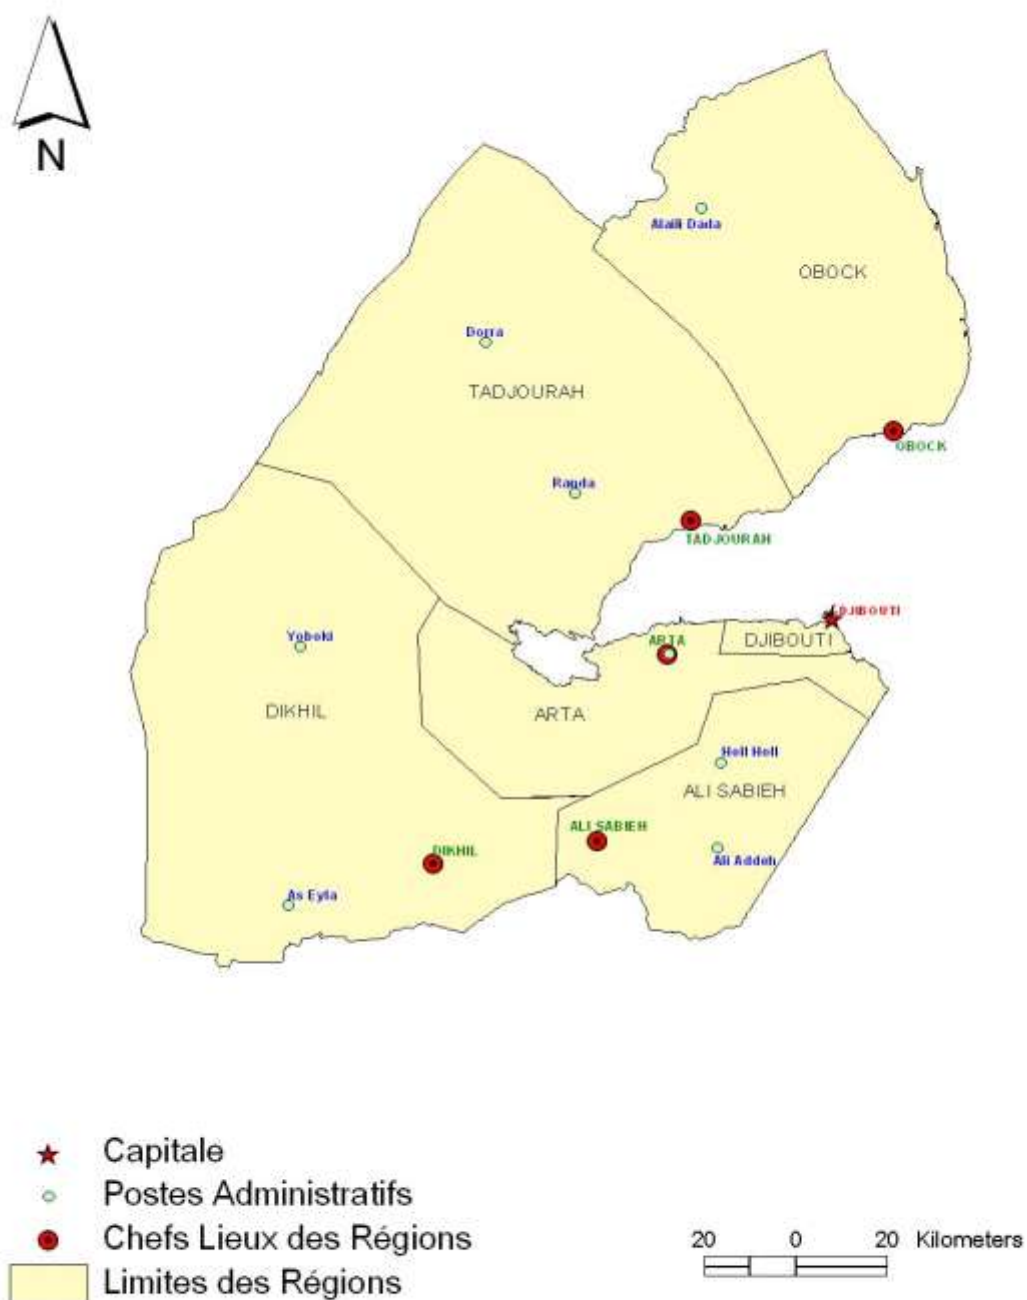 N
Alaili Dada
OBOCK
Dorra
TADJOURAH
OBOCK
Randa
TADJOURAH
DJIBOUTI
Yoboki
ARTA
DJIBOUTI
DIKHIL
ARTA
Holl Holl
ALI SABIEH
ALI SABIEH
DIKHIL
Ali Addeh
As Eyla
Capitale
Postes Administratifs
Chefs Lieux des Régions
Limites des Régions
20 0 20 Kilometers